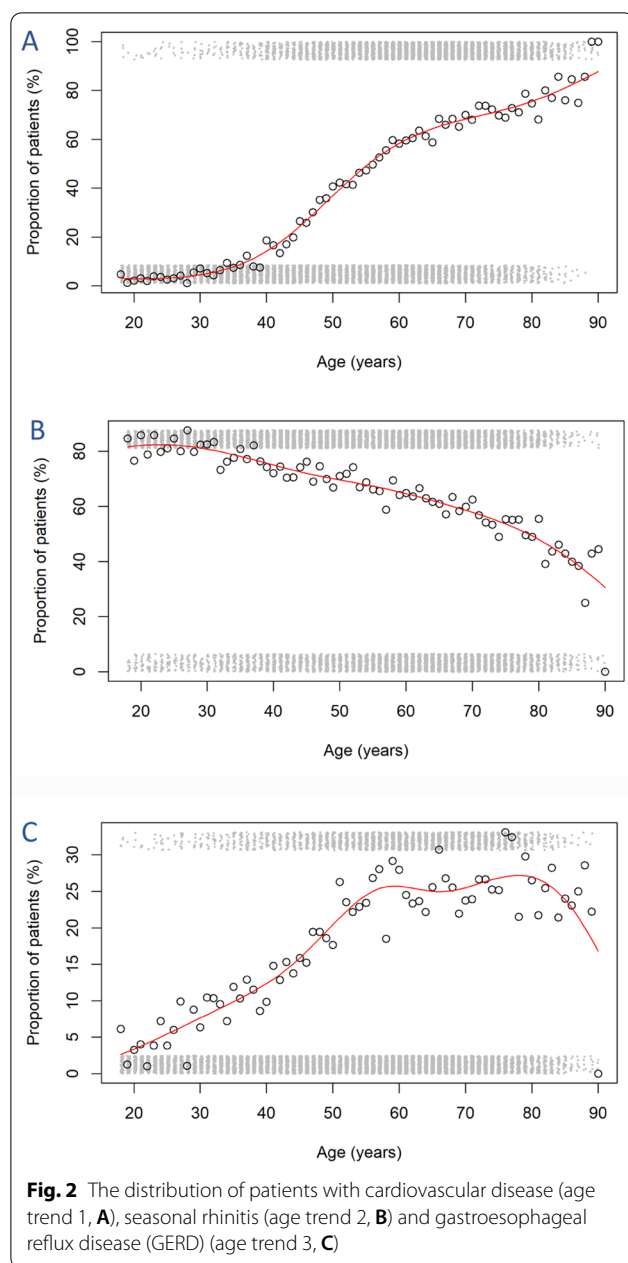 A
Proportion of patients (%)
100
80
60
40
20
0
20 30 40 50 60 70 80 90
Age (years)
B
Proportion of patients (%)
80
60
40
20
0
20 30 40 50 60 70 80 90
Age (years)
C
Proportion of patients (%)
30
25
20
15
10
5
0
20 30 40 50 60 70 80 90
Age (years)
Fig. 2 The distribution of patients with cardiovascular disease (age
trend 1, A), seasonal rhinitis (age trend 2, B) and gastroesophageal
reflux disease (GERD) (age trend 3, C)